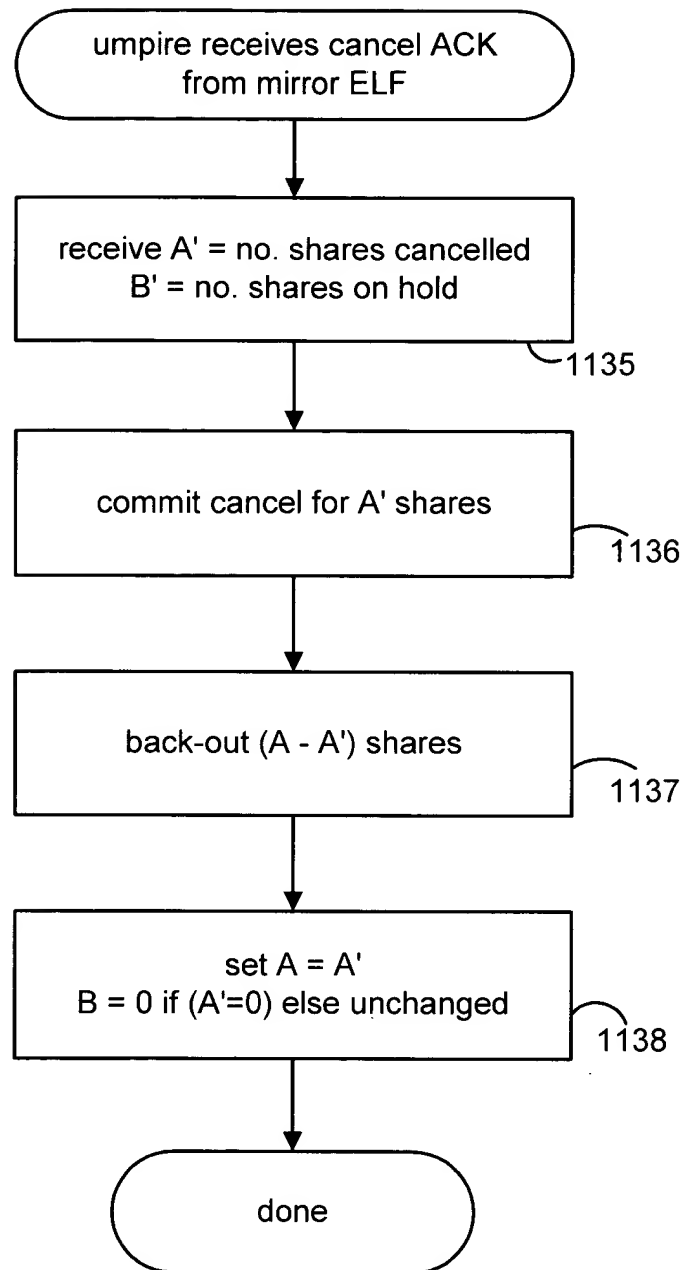 umpire receives cancel ACK
from mirror ELF
receive A' = no. shares cancelled
B' = no. shares on hold
1135
commit cancel for A' shares
1136
back-out (A - A') shares
1137
set A = A'
B = 0 if (A'=0) else unchanged
1138
done